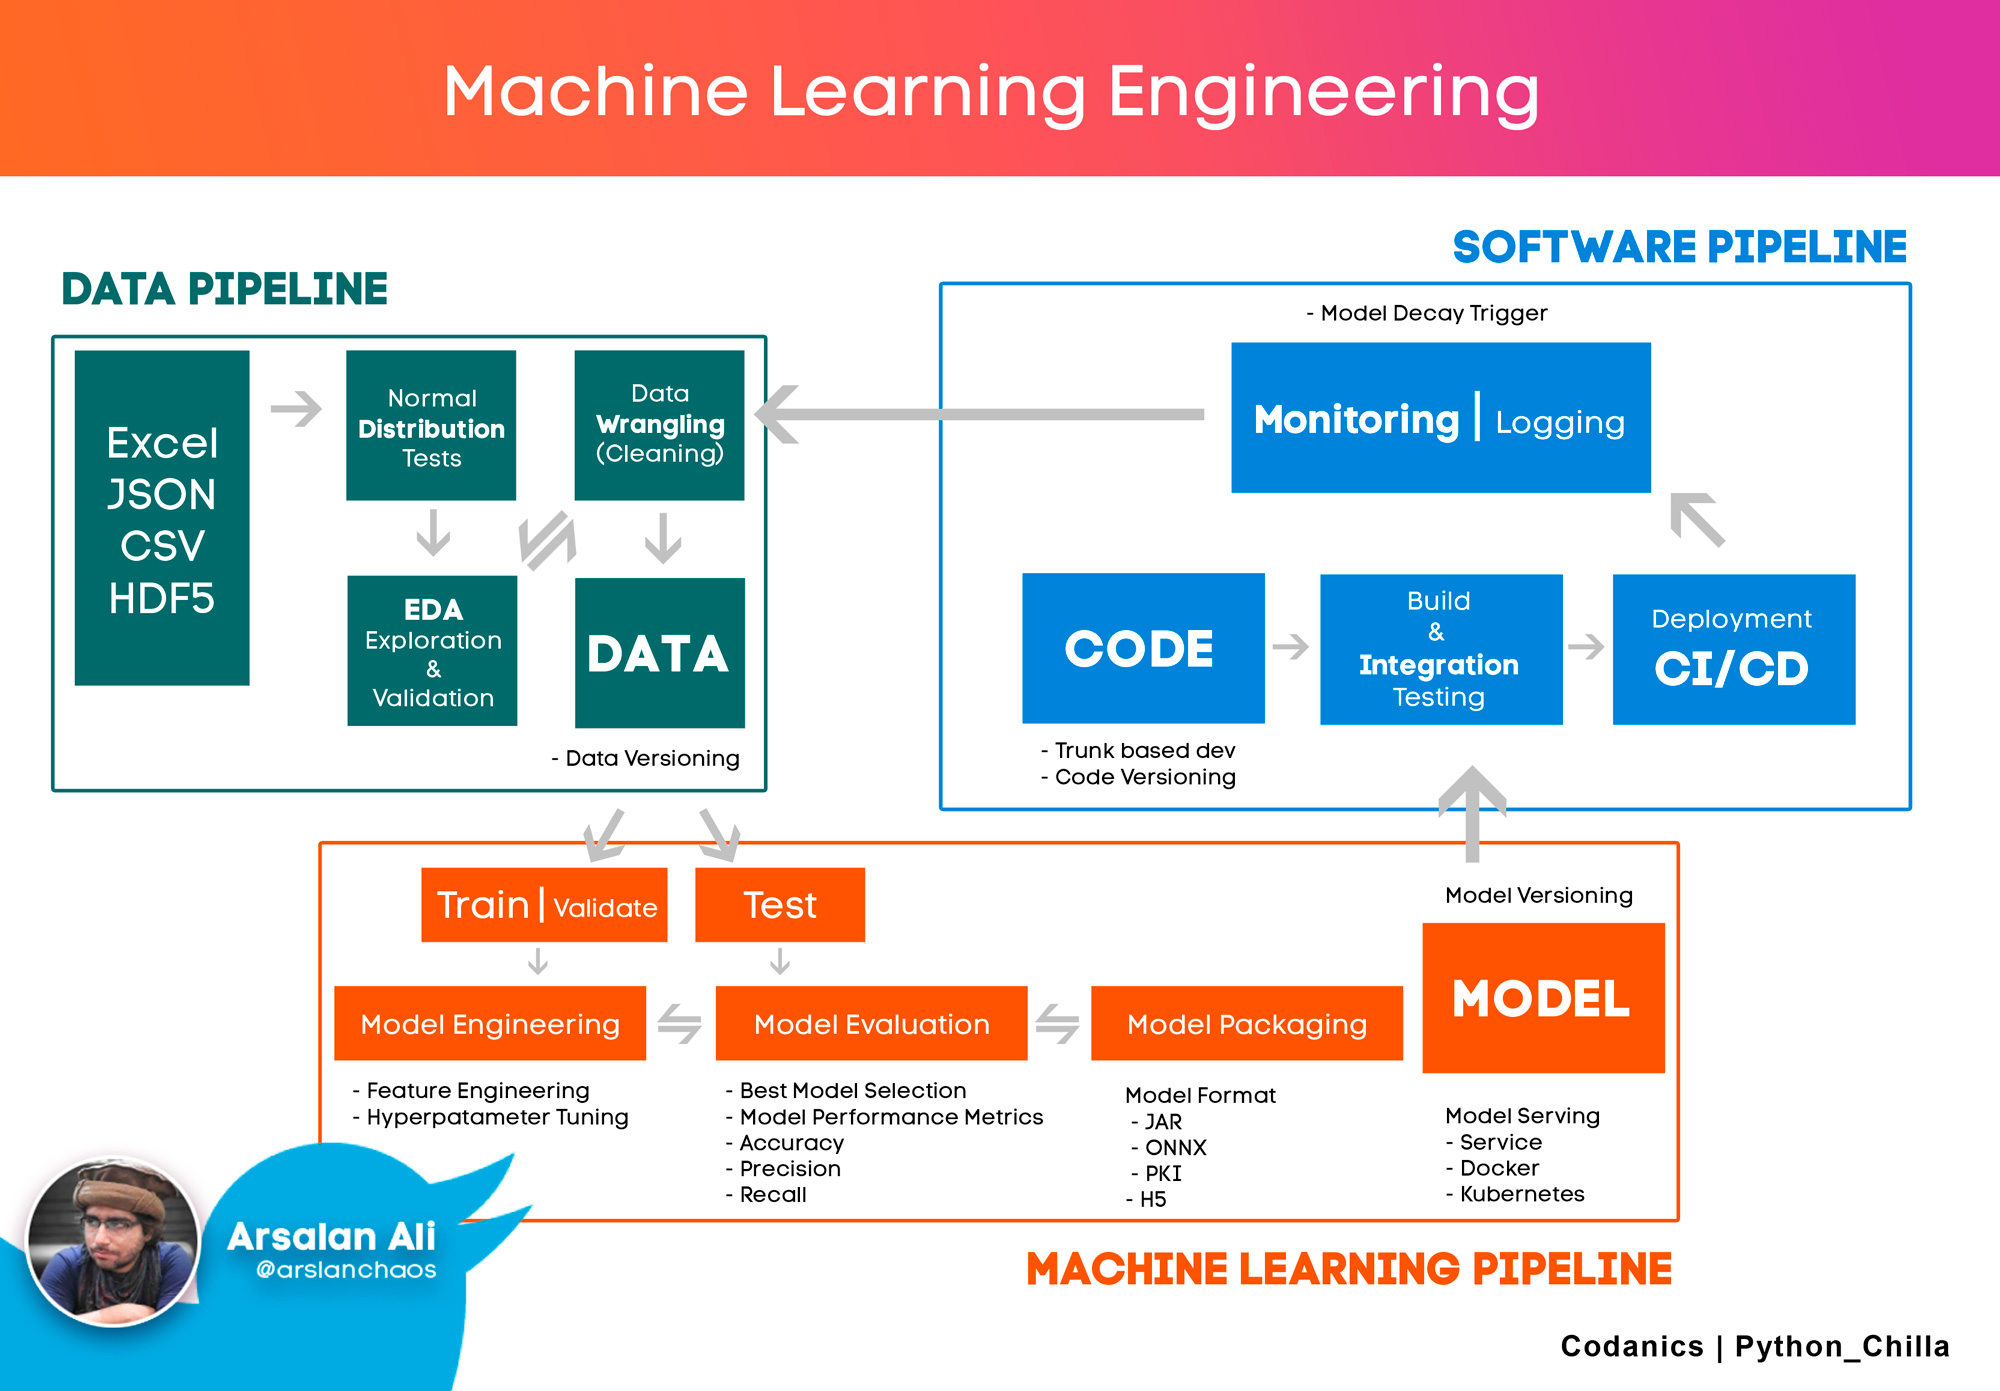 Machine Learning Engineering
DATA PIPELINE
Excel
JSON
CSV
HDF5
Normal
Distribution
Tests
Data
Wrangling
(Cleaning)
EDA
Exploration
&
Validation
DATA
- Data Versioning
SOFTWARE PIPELINE
- Model Decay Trigger
Monitoring | Logging
CODE
- Trunk based dev
- Code Versioning
Build
&
Integration
Testing
Deployment
CI/CD
Train | Validate
Test
Model Engineering
- Feature Engineering
- Hyperpatameter Tuning
Model Evaluation
- Best Model Selection
- Model Performance Metrics
- Accuracy
- Precision
- Recall
Model Packaging
Model Format
- JAR
- ONNX
- PKI
- H5
Model Versioning
MODEL
Model Serving
- Service
- Docker
- Kubernetes
MACHINE LEARNING PIPELINE
Arsalan Ali
@arslanchaos
Codanics | Python_Chilla